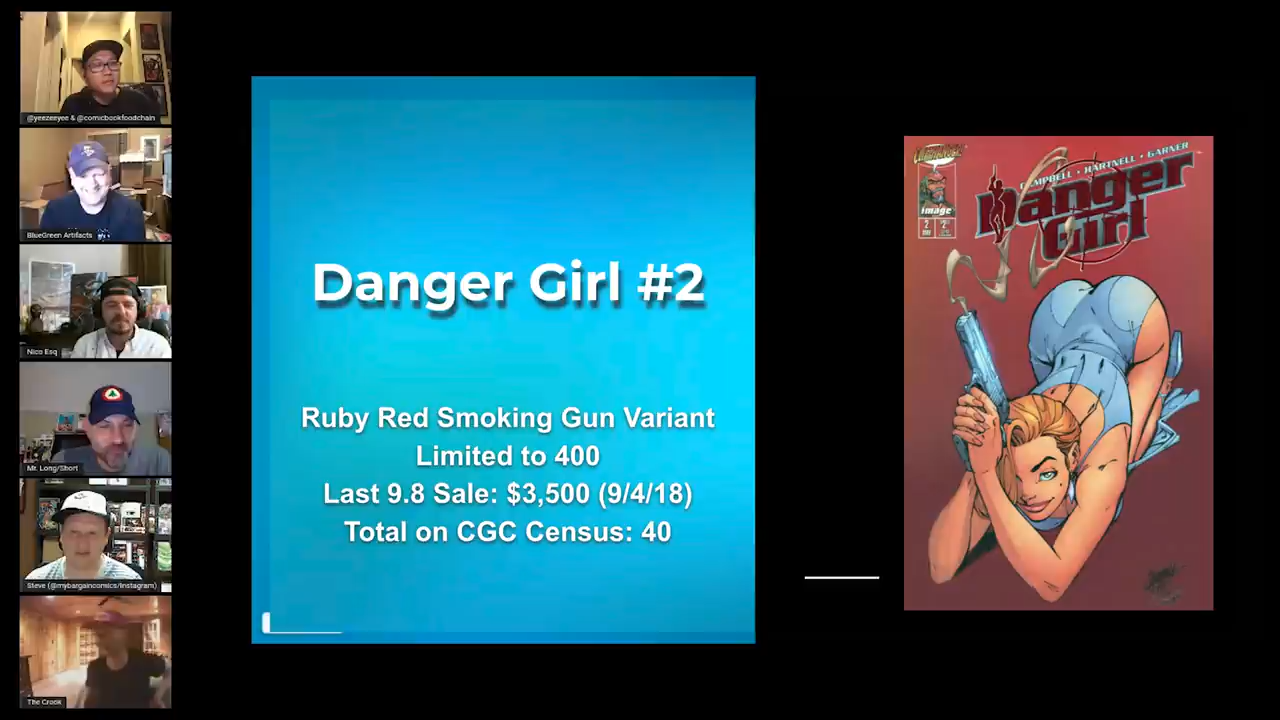 @yeezeeyee & @comicbookfoodchain
BlueGreen Artifacts
Nico Esq
Mr. Long/Short
Steve (@mybargaincomics/Instagram)
The Crook
Danger Girl #2
Ruby Red Smoking Gun Variant
Limited to 400
Last 9.8 Sale: $3,500 (9/4/18)
Total on CGC Census: 40
CAMPBELL • HARTNELL • GARNER
Danger
Girl
image
2